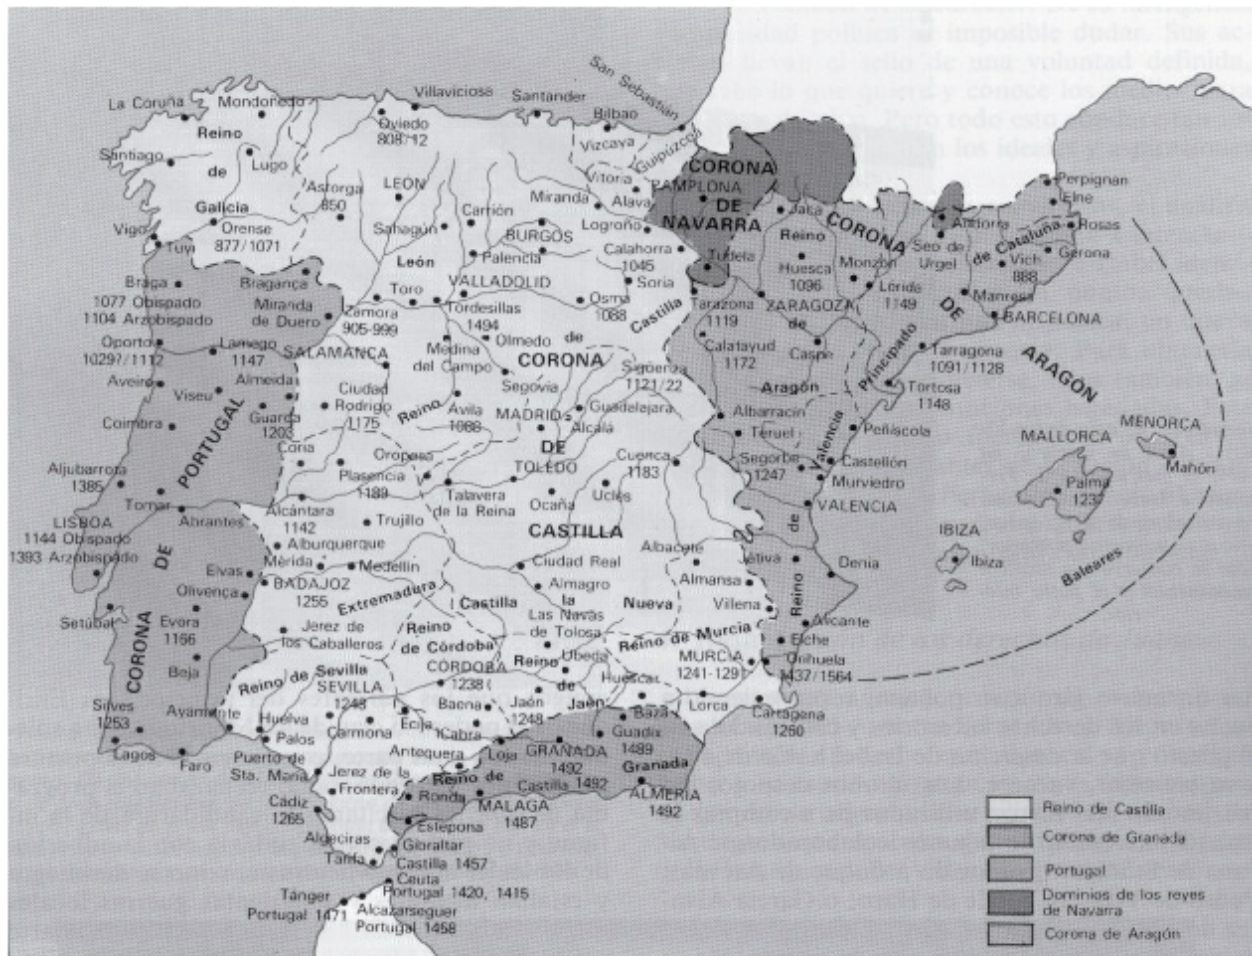 La Coruña
Mondoñedo
Villaviciosa
Santander
San Sebastián
Reino
Oviedo
808/12
Bilbao
Vizcaya
Guipúzcoa
CORONA
Santiago
de
Lugo
Astorga
850
LEÓN
Vitoria
PAMPLONA
Perpignan
Miranda
Alava
DE
Jaca
CORONA
Elne
Galicia
Carrión
NAVARRA
Andorra
Rosas
Vigo
Orense
877/1071
Sahagún
BURGOS
Logroño
Reino
Seo de
Urgel
de
Cataluña
Tuy
Palencia
Calahorra
1045
Tudela
Huesca
1096
Monzón
Vich
888
Gerona
León
Braga
1077 Obispado
1104 Arzobispado
Bragança
Miranda
de Duero
Toro
VALLADOLID
Soria
Tarazona
1119
ZARAGOZA
Lérida
1149
Manresa
Zamora
905-999
Tordesillas
1494
Osma
1088
Castilla
de
DE
BARCELONA
Oporto
1029?/1112
Lamego
1147
SALAMANCA
Medina
del Campo
Olmedo
de
CORONA
Calatayud
1172
Caspe
Principado
Tarragona
1091/1128
ARAGON
Aveiro
Viseu
Almeida
Ciudad
Rodrigo
1175
Segovia
Sigüenza
1121/22
Aragón
Tortosa
1148
Guarda
1203
Reino
Avila
1088
MADRID
Guadalejara
Alcalá
Albarracín
MENORCA
Coimbra
PORTUGAL
Coria
Oropesa
DE
TOLEDO
Cuenca
1183
Teruel
Valencia
Peñíscola
MALLORCA
Mahón
Aljubarrota
1385
Plasencia
1189
Segorbe
1247
Castellón
Murviedro
Palma
1237
Tomar
Abrantes
Alcántara
1142
Talavera
de la Reina
Ocaña
Uclés
VALENCIA
LISBOA
1144 Obispado
1393 Arzobispado
Trujillo
CASTILLA
de
IBIZA
Ibiza
DE
Alburquerque
Albacete
Játiva
Denia
Baleares
Elvas
Mérida
Medellín
Ciudad Real
BADAJOZ
1255
Almagro
Almansa
Olivença
Extremadura
Castilla
la
Nueva
Villena
Reino
Setúbal
Evora
1166
Jerez de
los Caballeros
Reino
de Córdoba
Las Navas
de Tolosa
Reino de Murcia
Alicante
Elche
CORONA
Beja
Reino de Sevilla
CÓRDOBA
1238
Reino
Ubeda
MURCIA
1241-1291
Orihuela
1437/1564
SEVILLA
1248
de
Huescar
Silves
1253
Ayamonte
Huelva
Palos
Carmona
Ecija
Baena
Cabra
Jaén
1248
Jaén
Baza
Lorca
Cartagena
1250
Lagos
Faro
Puerto de
Sta. María
Antequera
Loja
GRANADA
1492
Guadix
1489
Jerez de la
Frontera
Reino de
Castilla 1492
Granada
Ronda
MALAGA
1487
ALMERIA
1492
Cádiz
1265
Estepona
Algeciras
Gibraltar
Castilla 1457
Tarifa
Ceuta
Portugal 1420, 1415
Tánger
Portugal 1471
Alcazarseguer
Portugal 1458
Reino de Castilla
Corona de Granada
Portugal
Dominios de los reyes
de Navarra
Corona de Aragón